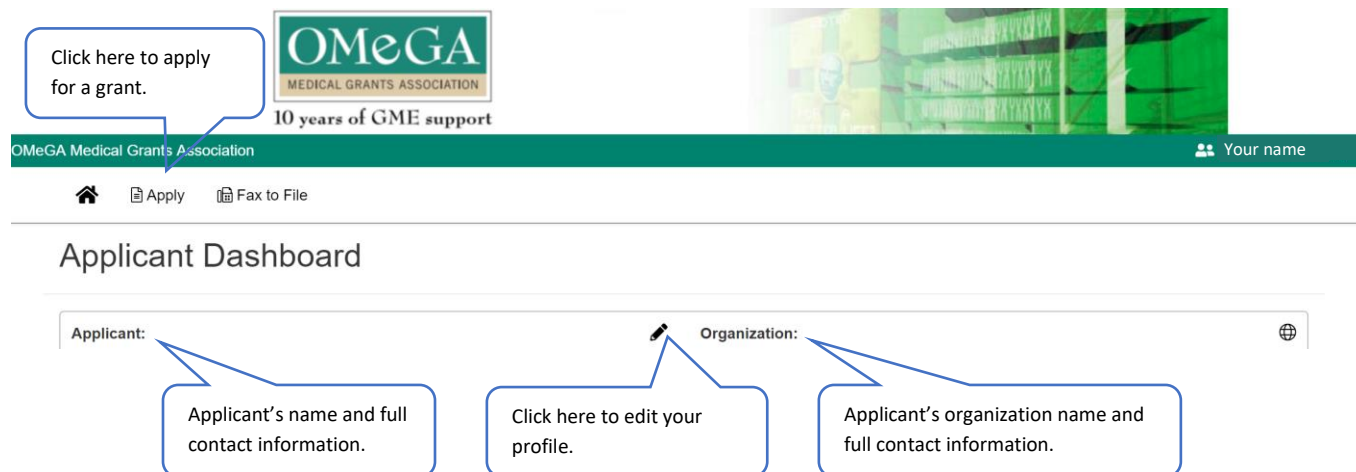 Click here to apply
for a grant.
OMeGA
MEDICAL GRANTS ASSOCIATION
10 years of GME support
OMeGA Medical Grants Association
Your name
Apply Fax to File
Applicant Dashboard
Applicant: Organization:
Applicant’s name and full
contact information.
Click here to edit your
profile.
Applicant’s organization name and
full contact information.